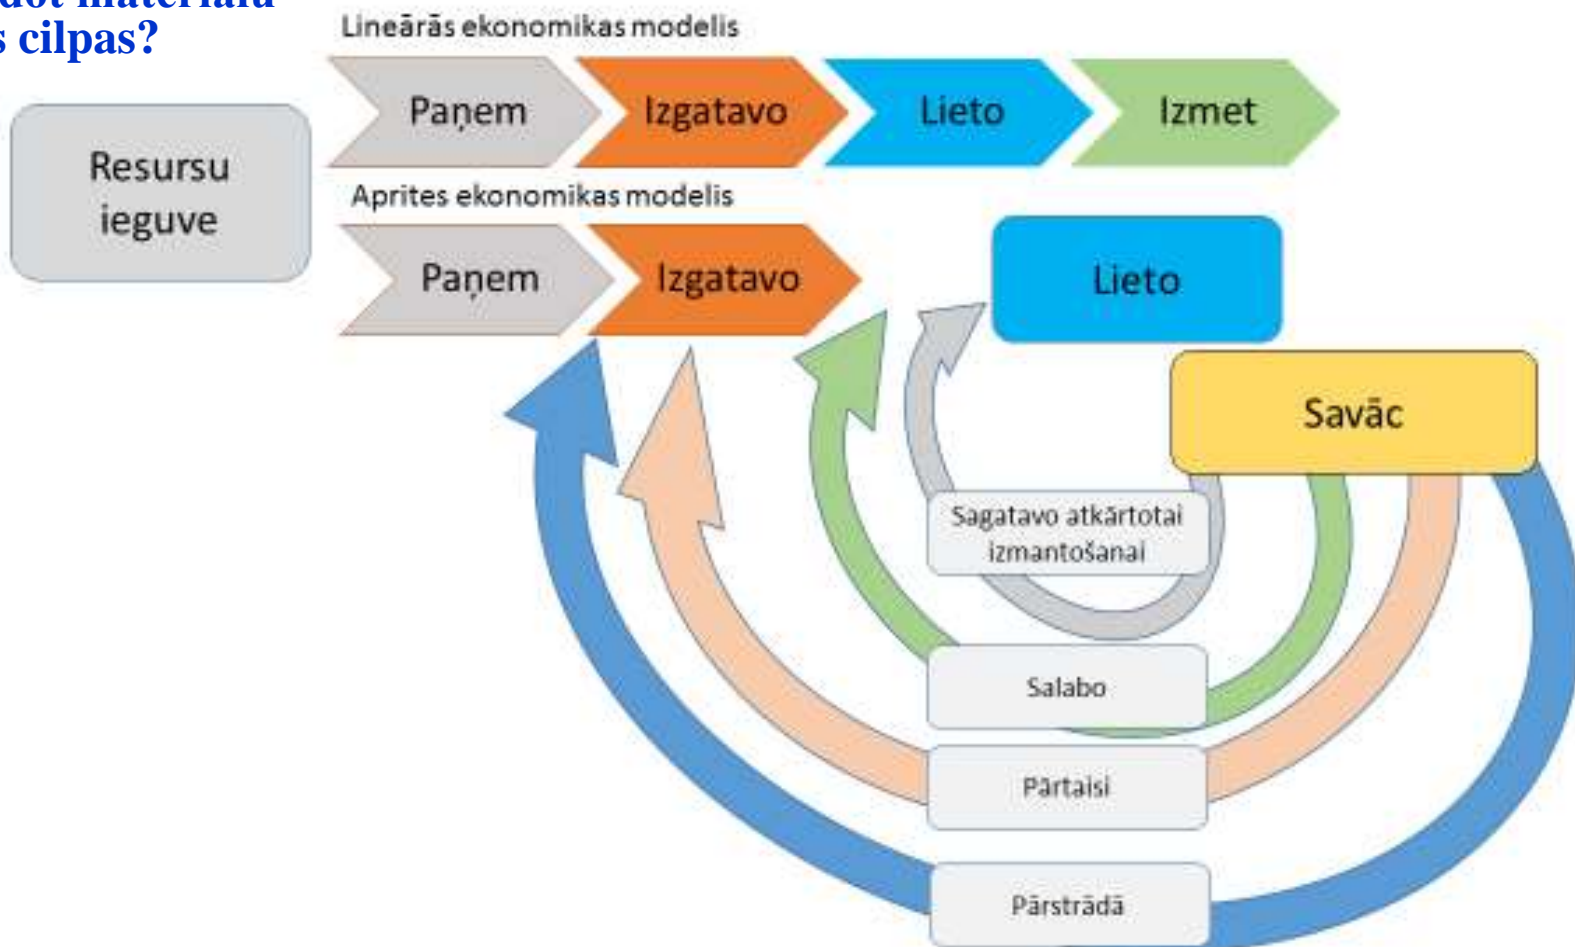 materiālu
s cilpas?
Lineārās ekonomikas modelis
Paņem
Izgatavo
Lieto
Izmet
Resursu
ieguve
Aprites ekonomikas modelis
Paņem
Izgatavo
Lieto
Savāc
Sagatavo atkārtotai
izmantošanai
Salabo
Pārtaisi
Pārstrādā